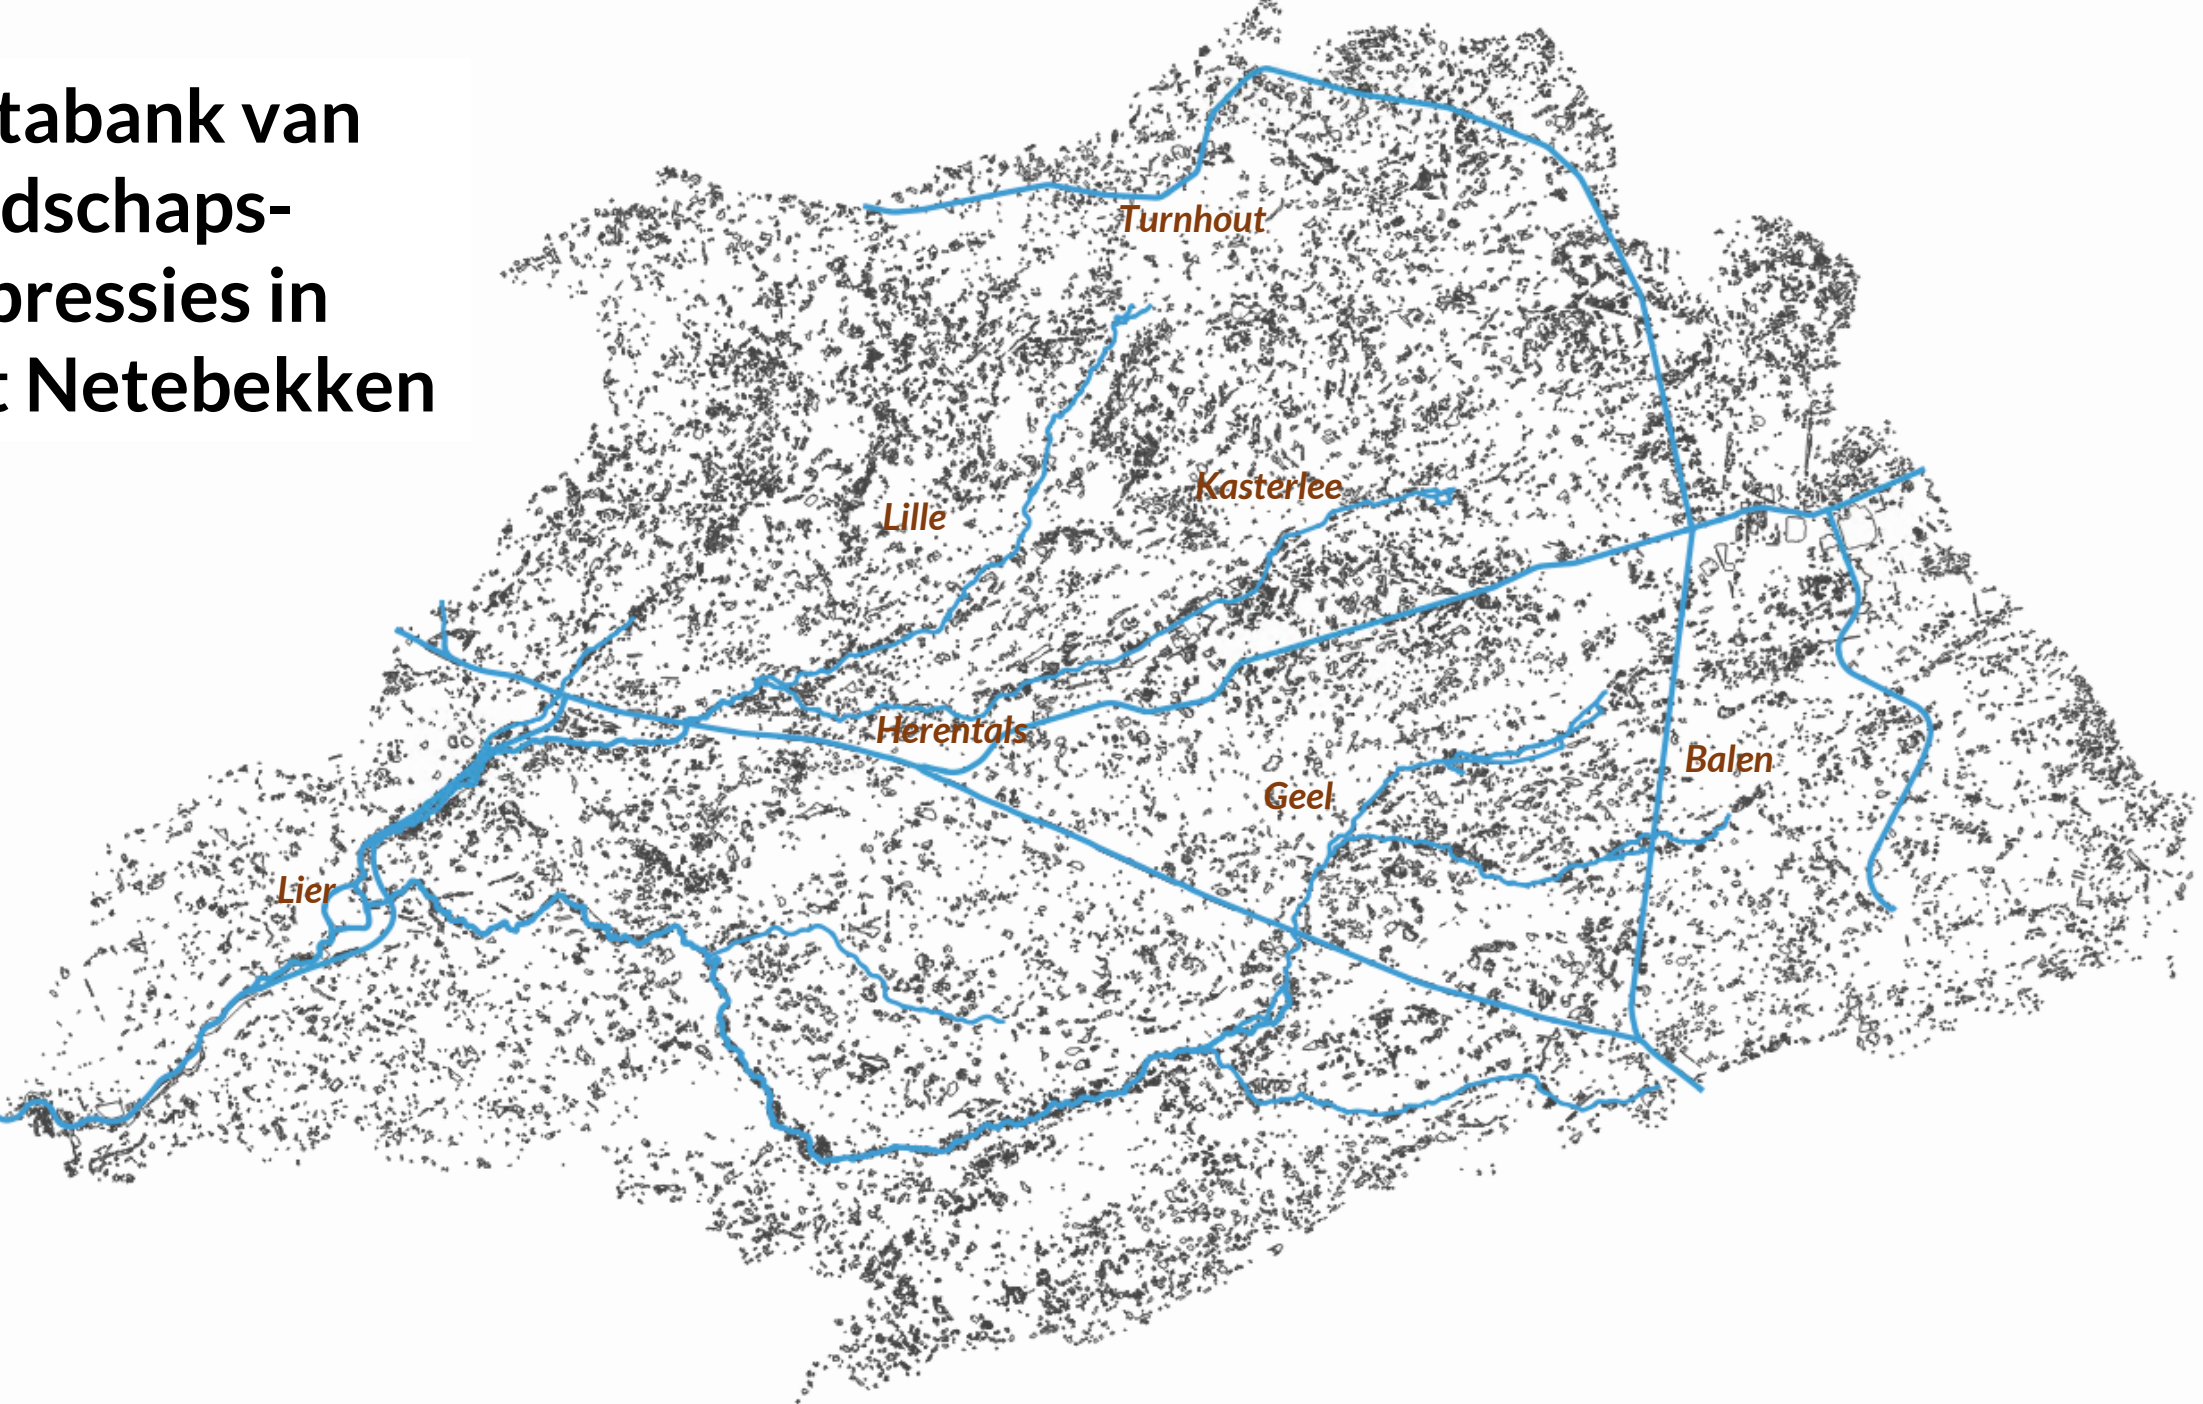 tabank van
dschaps-
pressies in
t Netebekken
Turnhout
Kasterlee
Lille
Herentals
Balen
Geel
Lier